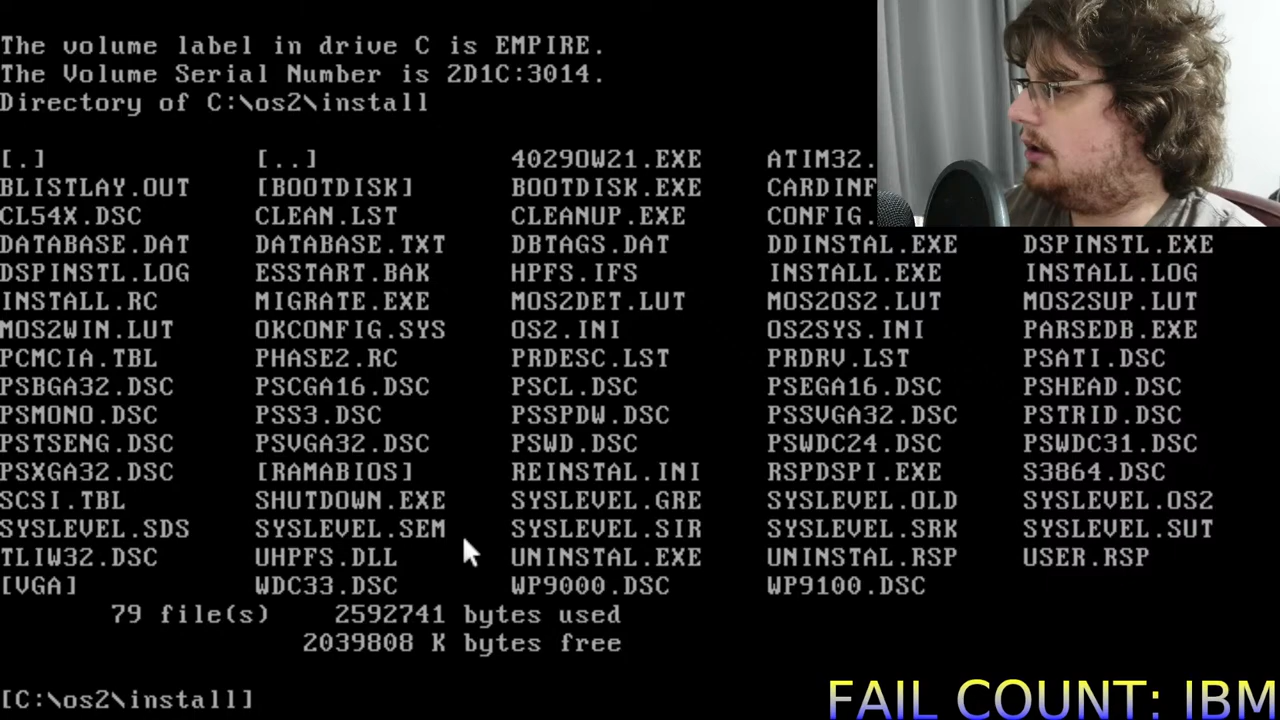 The volume label in drive C is EMPIRE.
The Volume Serial Number is 2D1C:3014.
Directory of C:\os2\install
[.] [..] 40290W21.EXE ATIM32.
BLISTLAY.OUT [BOOTDISK] BOOTDISK.EXE CARDINF
CL54X.DSC CLEAN.LST CLEANUP.EXE CONFIG.
DATABASE.DAT DATABASE.TXT DBTAGS.DAT DDINSTAL.EXE DSPINSTL.EXE
DSPINSTL.LOG ESSTART.BAK HPFS.IFS INSTALL.EXE INSTALL.LOG
INSTALL.RC MIGRATE.EXE MOS2DET.LUT MOS2OS2.LUT MOS2SUP.LUT
MOS2WIN.LUT OKCONFIG.SYS OS2.INI OS2SYS.INI PARSEDB.EXE
PCMCIA.TBL PHASE2.RC PRDESC.LST PRDRV.LST PSATI.DSC
PSBGA32.DSC PSCGA16.DSC PSCL.DSC PSEGA16.DSC PSHEAD.DSC
PSMONO.DSC PSS3.DSC PSSPDW.DSC PSSVGA32.DSC PSTRID.DSC
PSTSENG.DSC PSVGA32.DSC PSWD.DSC PSWDC24.DSC PSWDC31.DSC
PSXGA32.DSC [RAMABIOS] REINSTAL.INI RSPDSPI.EXE S3864.DSC
SCSI.TBL SHUTDOWN.EXE SYSLEVEL.GRE SYSLEVEL.OLD SYSLEVEL.OS2
SYSLEVEL.SDS SYSLEVEL.SEM SYSLEVEL.SIR SYSLEVEL.SRK SYSLEVEL.SUT
TLIW32.DSC UHPFS.DLL UNINSTAL.EXE UNINSTAL.RSP USER.RSP
[VGA] WDC33.DSC WP9000.DSC WP9100.DSC
79 file(s) 2592741 bytes used
2039808 K bytes free
[C:\os2\install]
FAIL COUNT: IBM